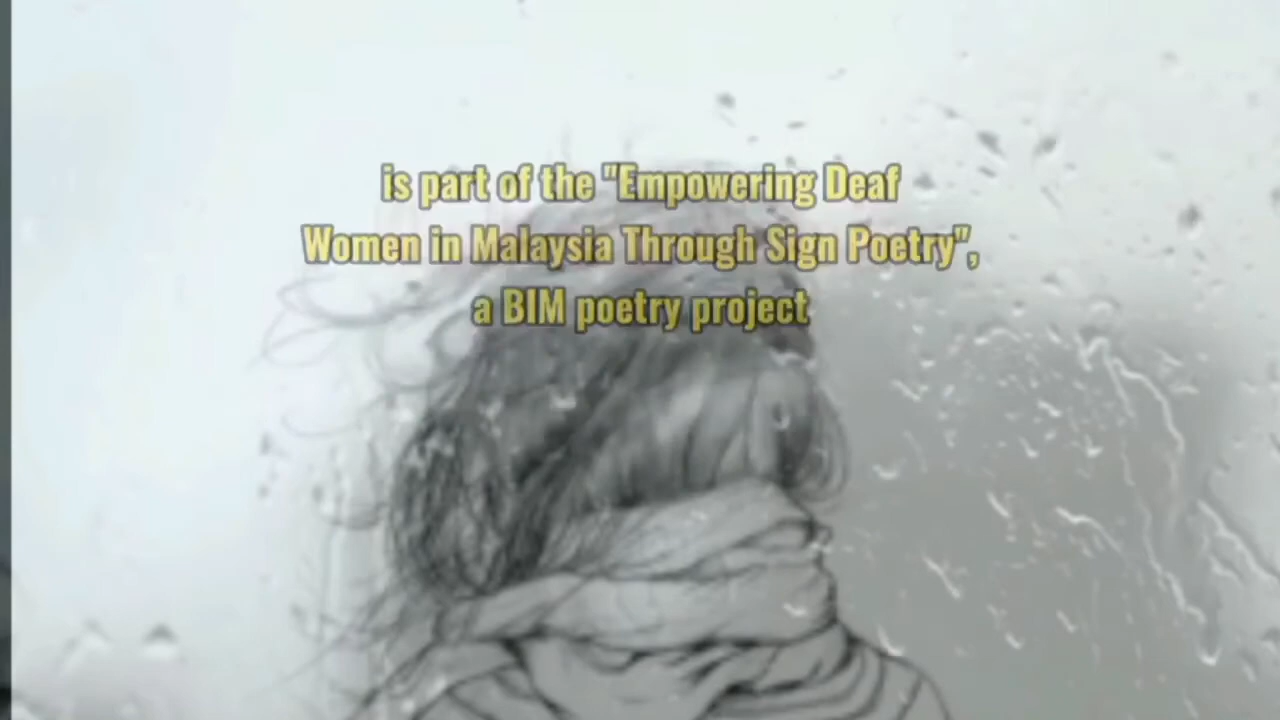 is part of the "Empowering Deaf
Women in Malaysia Through Sign Poetry",
a BIM poetry project